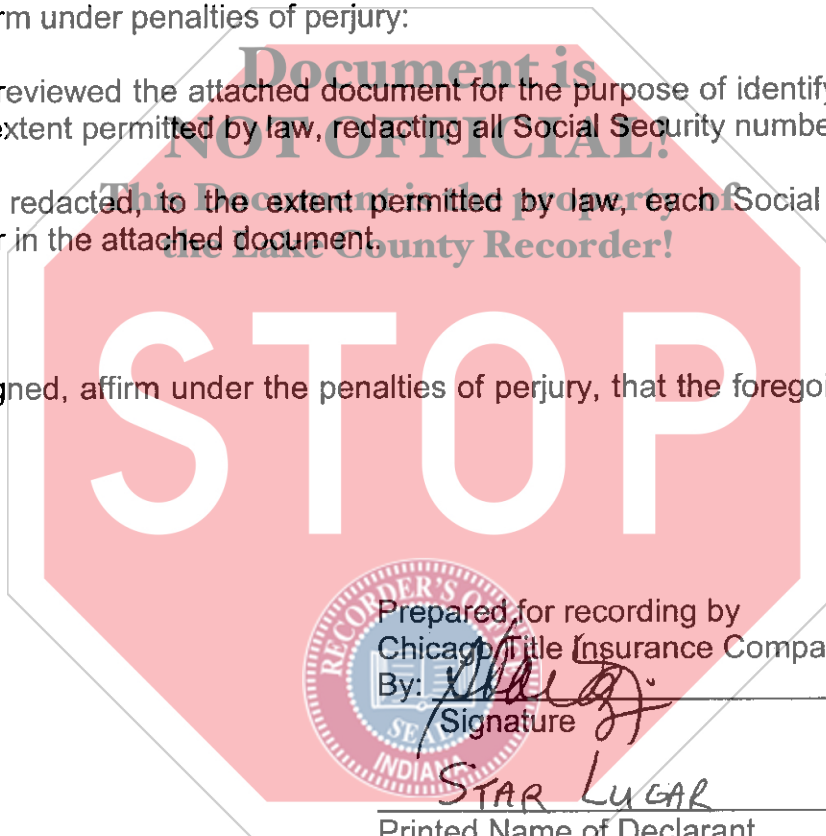 rm under penalties of perjury:
Document is
reviewed the attached document for the purpose of identify
extent permitted by law, redacting all Social Security numbe
NOT OFFICIAL!
This Document is the property of
redacted, to the extent permitted by law, each Social
r in the attached document.
the Lake County Recorder!
STOP
gned, affirm under the penalties of perjury, that the foregoi
RECORDER'S OFFICE
Prepared for recording by
Chicago Title Insurance Compa
By:
Signature
SEAL
INDIANA
STAR LUGAR
Printed Name of Declarant